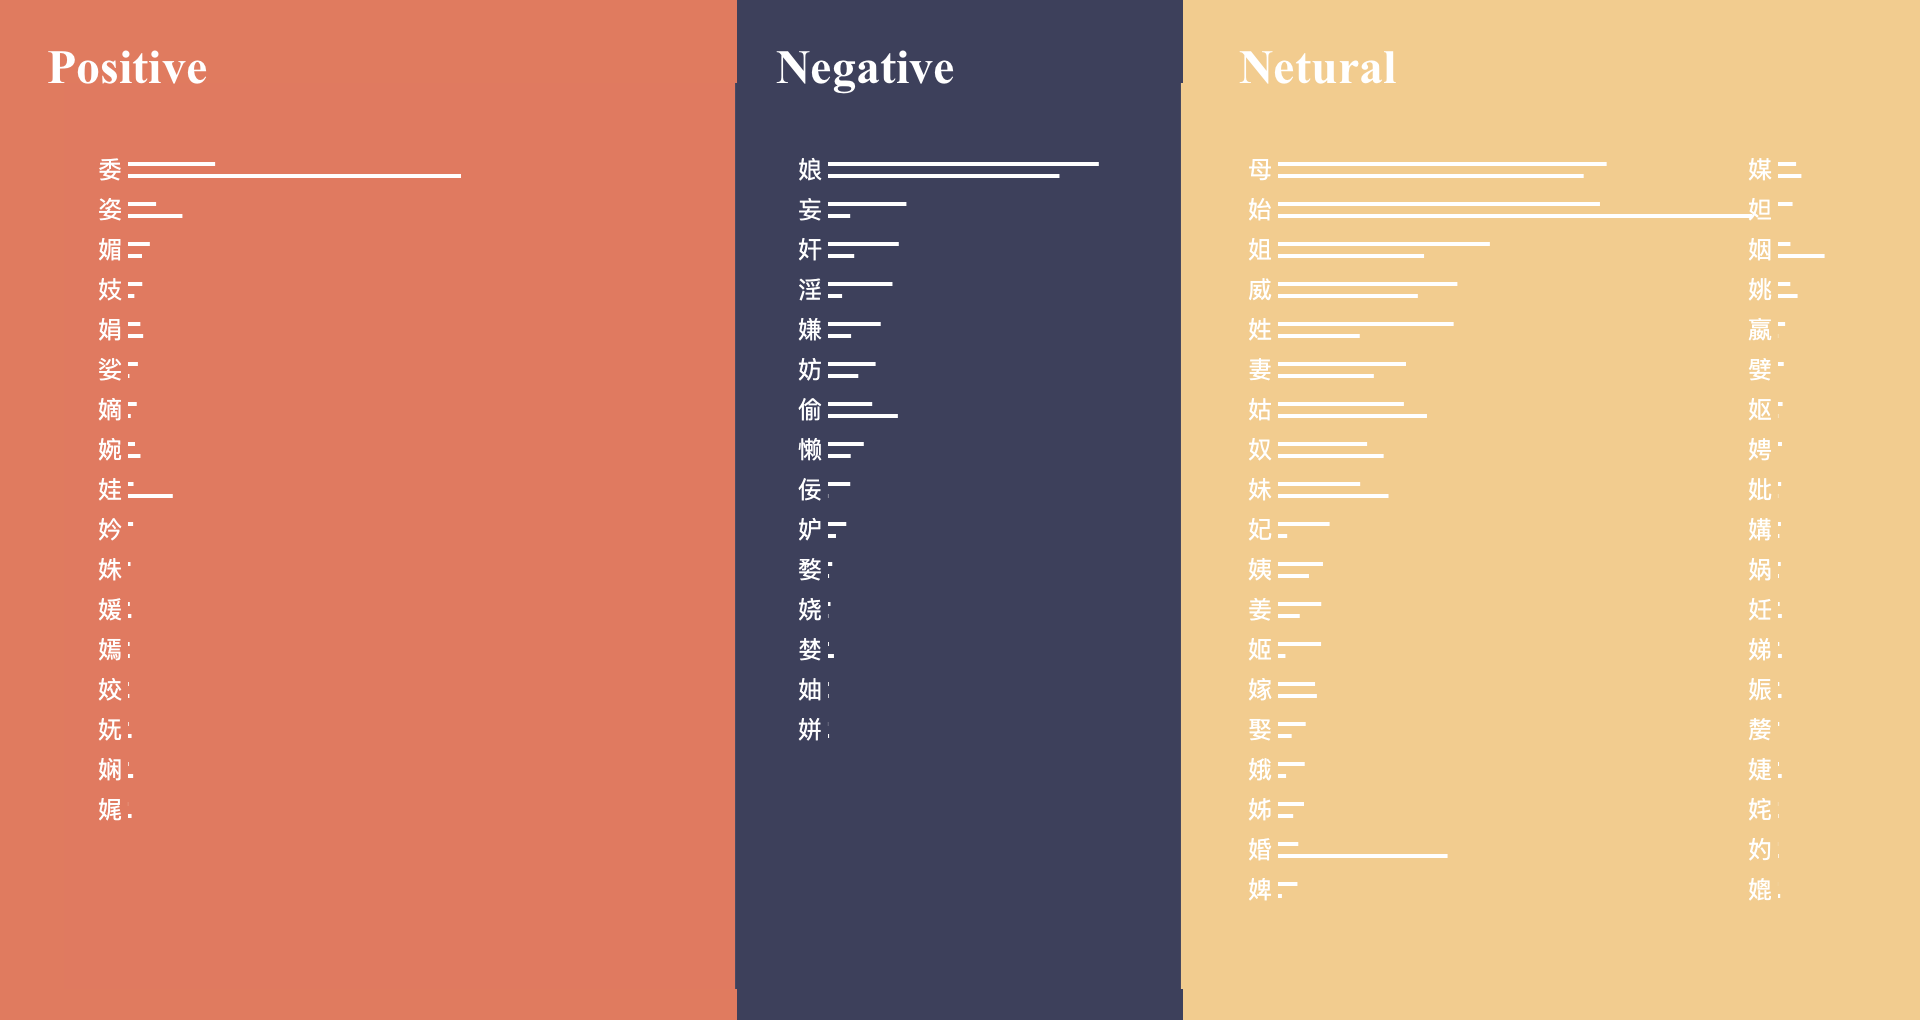 Positive
委
姿
媚
妓
娟
娑
嫡
婉
娃
妗
姝
媛
嫣
姣
妩
娴
娓
Negative
娘
妄
奸
淫
嫌
妨
偷
懒
佞
妒
婺
娆
婪
妯
姘
Netural
母
始
姐
威
姓
妻
姑
奴
妹
妃
姨
姜
姬
嫁
娶
娥
姊
婚
婢
媒
妲
姻
姚
嬴
嬖
妪
娉
妣
媾
娲
妊
娣
娠
嫠
婕
姹
妁
媲